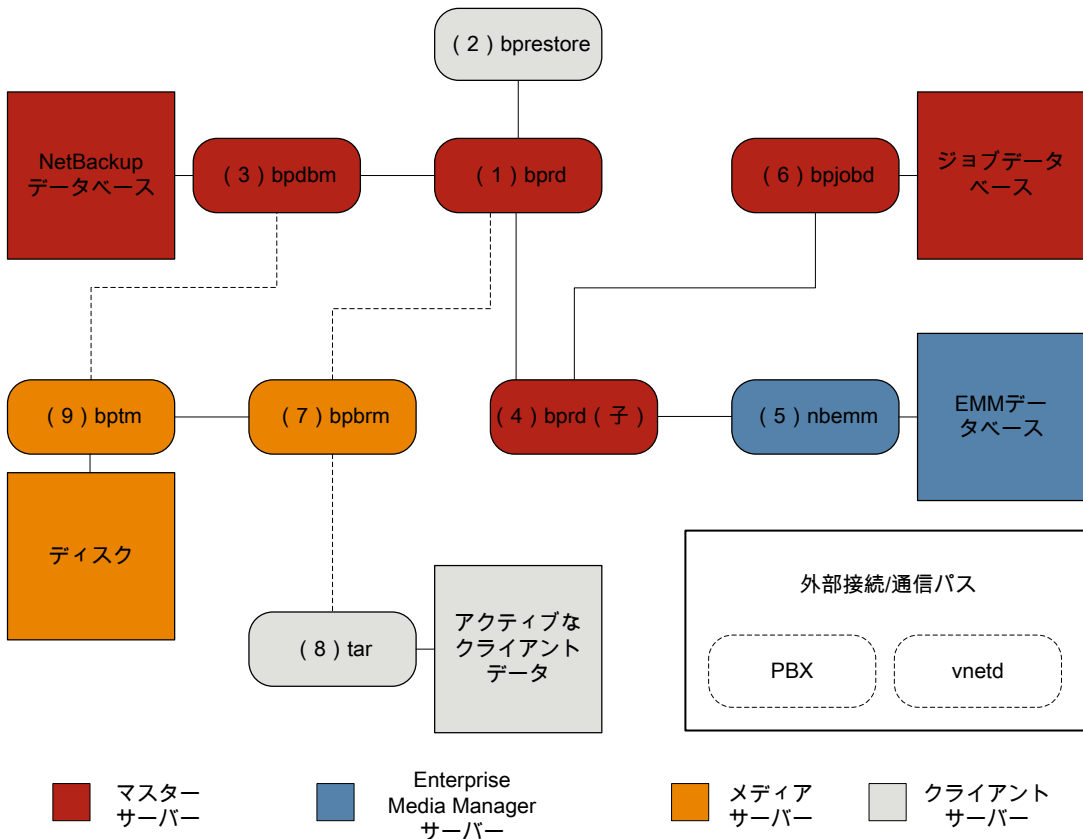 ( 2 ) bprestore
NetBackup
データベース
( 3 ) bpdbm
( 1 ) bprd
( 6 ) bpjobd
ジョブデータ
ベース
( 9 ) bptm
( 7 ) bpbrm
( 4 ) bprd ( 子 )
( 5 ) nbemm
EMMデー
タベース
ディスク
( 8 ) tar
アクティブな
クライアント
データ
外部接続/通信パス
PBX
vnetd
マスター
サーバー
Enterprise
Media Manager
サーバー
メディア
サーバー
クライアント
サーバー